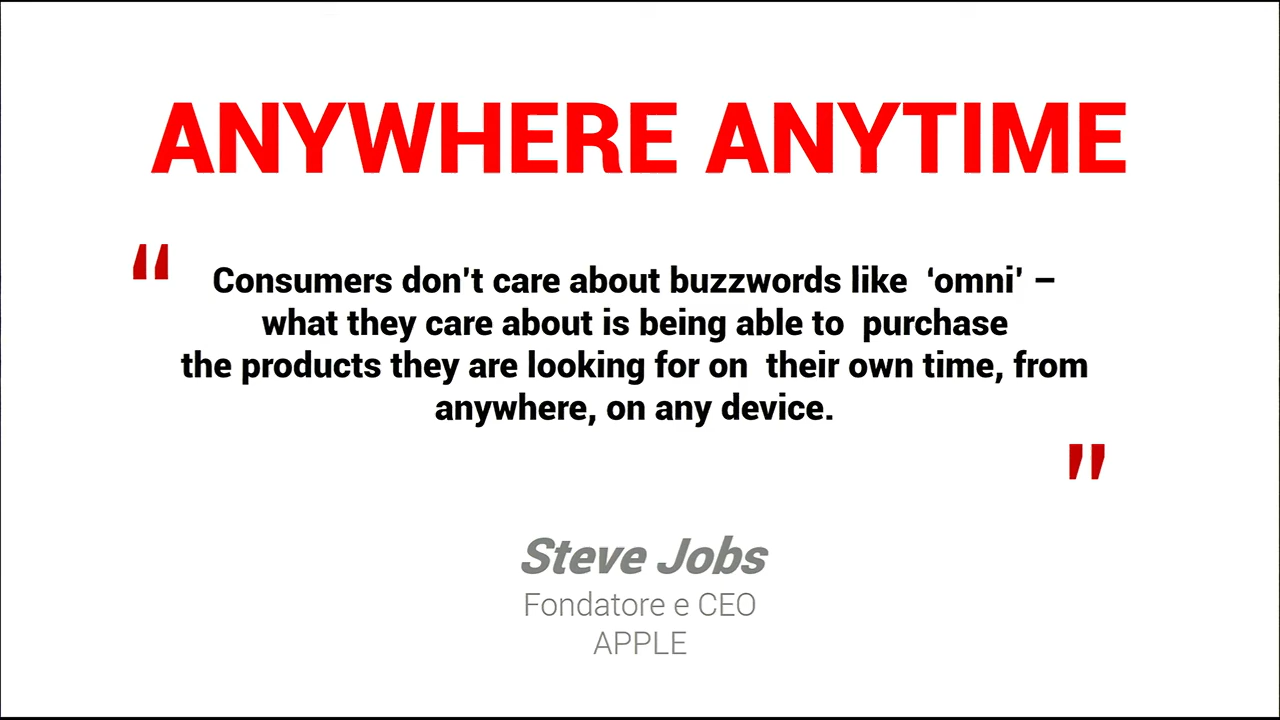 ANYWHERE ANYTIME
“ Consumers don't care about buzzwords like ‘omni’ –
what they care about is being able to purchase
the products they are looking for on their own time, from
anywhere, on any device.
”
Steve Jobs
Fondatore e CEO
APPLE